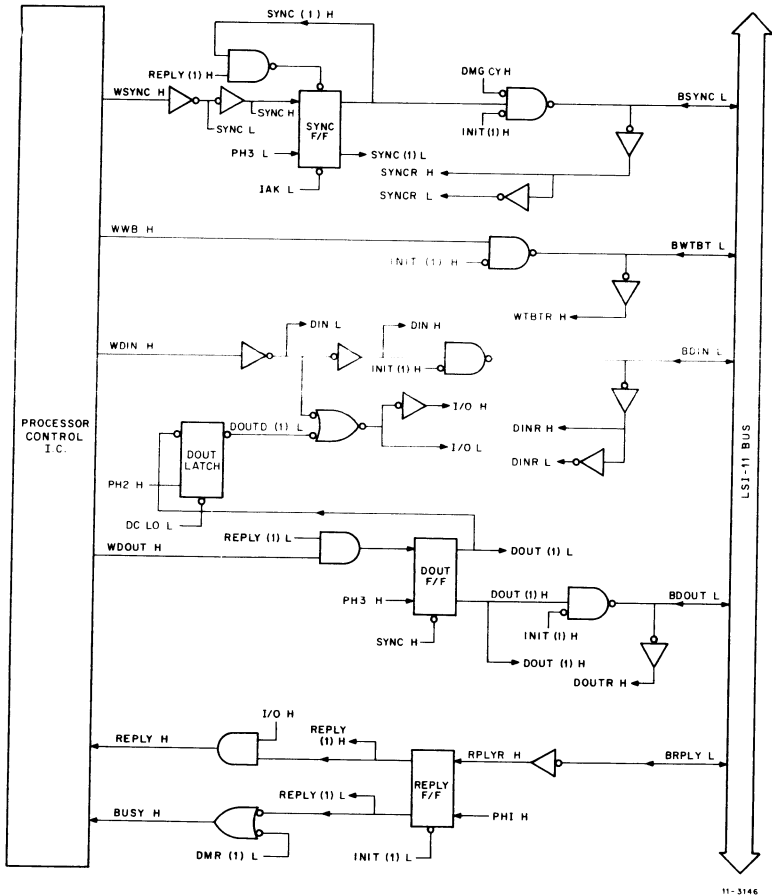 SYNC (1) H
REPLY (1) H
WSYNC H
SYNC L
SYNC H
SYNC
F/F
PH3 L
SYNC (1) L
IAK L
DMG CY H
INIT (1) H
BSYNC L
SYNCR H
SYNCR L
WWB H
INIT (1) H
BWTBT L
WTBTR H
WDIN H
DIN L
DIN H
INIT (1) H
BDIN L
I/O H
I/O L
DINR H
DINR L
PROCESSOR
CONTROL
I.C.
DOUTD (1) L
DOUT
LATCH
PH2 H
DC LO L
LSI-11 BUS
REPLY (1) L
WDOUT H
DOUT
F/F
DOUT (1) L
PH3 H
SYNC H
DOUT (1) H
INIT (1) H
BDOUT L
DOUT (1) H
DOUTR H
I/O H
REPLY H
REPLY
(1) H
RPLYR H
BRPLY L
REPLY
F/F
BUSY H
REPLY (1) L
PH1 H
DMR (1) L
INIT (1) L
11-3146